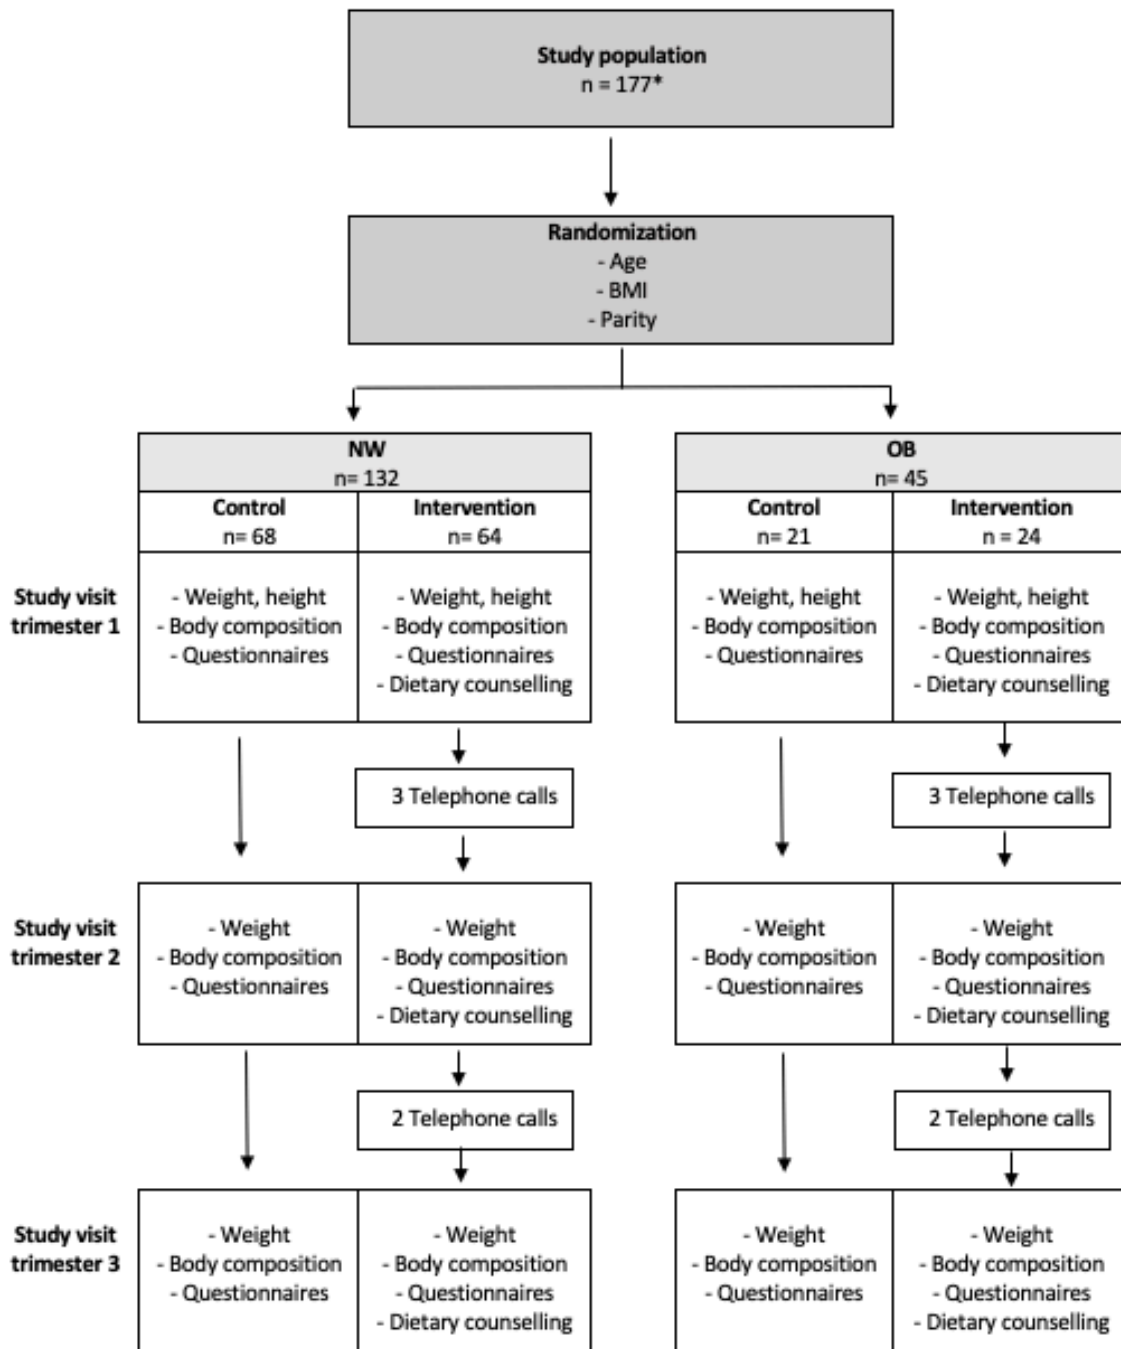 Study population
n = 177*
Randomization
- Age
- BMI
- Parity
NW
n= 132
OB
n= 45
Control
n= 68
Intervention
n= 64
Control
n= 21
Intervention
n = 24
Study visit
trimester 1
- Weight, height
- Body composition
- Questionnaires
- Weight, height
- Body composition
- Questionnaires
- Dietary counselling
- Weight, height
- Body composition
- Questionnaires
- Weight, height
- Body composition
- Questionnaires
- Dietary counselling
3 Telephone calls
3 Telephone calls
Study visit
trimester 2
- Weight
- Body composition
- Questionnaires
- Weight
- Body composition
- Questionnaires
- Dietary counselling
- Weight
- Body composition
- Questionnaires
- Weight
- Body composition
- Questionnaires
- Dietary counselling
2 Telephone calls
2 Telephone calls
Study visit
trimester 3
- Weight
- Body composition
- Questionnaires
- Weight
- Body composition
- Questionnaires
- Dietary counselling
- Weight
- Body composition
- Questionnaires
- Weight
- Body composition
- Questionnaires
- Dietary counselling